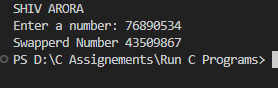 SHIV ARORA
Enter a number: 76890534
Swapperd Number 43509867
PS D:\C Assignements\Run C Programs>